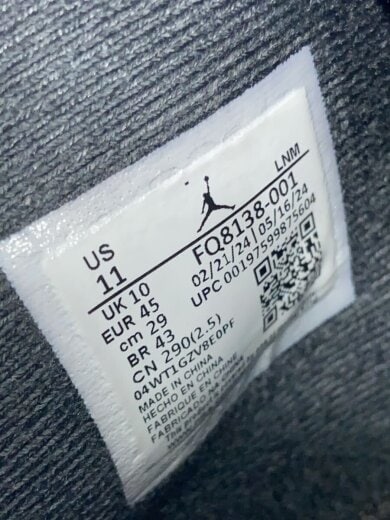 LNM
US
11
FQ8138-001
UK 10
02/21/24 | 05/16/24
EUR 45
UPC 00197599875604
cm 29
BR 43
CN 290(2.5)
04WT1GZV8E0PF
MADE IN CHINA
HECHO EN CHINA
FABRIQUE EN CHINE
FABRICADO NA